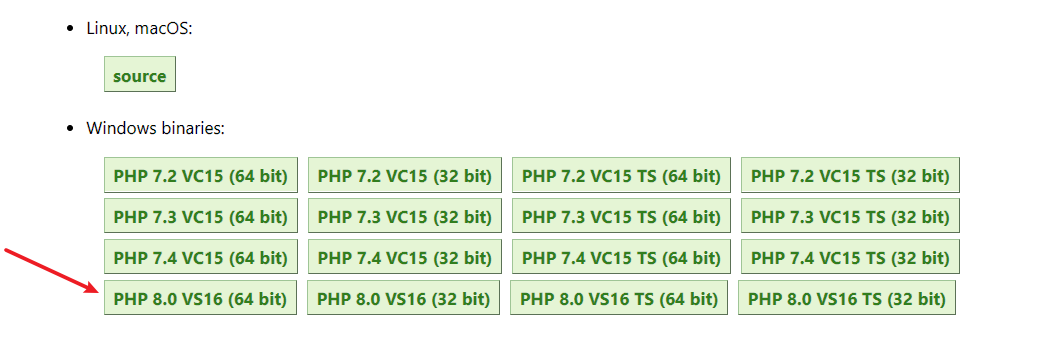 Linux, macOS:
source
Windows binaries:
PHP 7.2 VC15 (64 bit) PHP 7.2 VC15 (32 bit) PHP 7.2 VC15 TS (64 bit) PHP 7.2 VC15 TS (32 bit)
PHP 7.3 VC15 (64 bit) PHP 7.3 VC15 (32 bit) PHP 7.3 VC15 TS (64 bit) PHP 7.3 VC15 TS (32 bit)
PHP 7.4 VC15 (64 bit) PHP 7.4 VC15 (32 bit) PHP 7.4 VC15 TS (64 bit) PHP 7.4 VC15 TS (32 bit)
PHP 8.0 VS16 (64 bit) PHP 8.0 VS16 (32 bit) PHP 8.0 VS16 TS (64 bit) PHP 8.0 VS16 TS (32 bit)